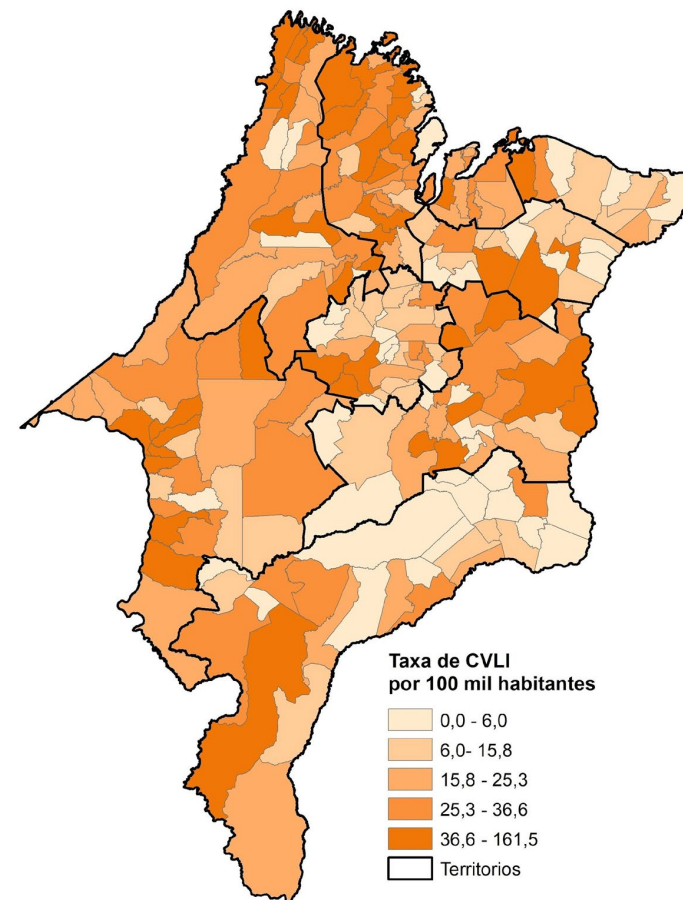 Taxa de CVLI
por 100 mil habitantes
0,0 - 6,0
6,0- 15,8
15,8 - 25,3
25,3 - 36,6
36,6 - 161,5
Territorios